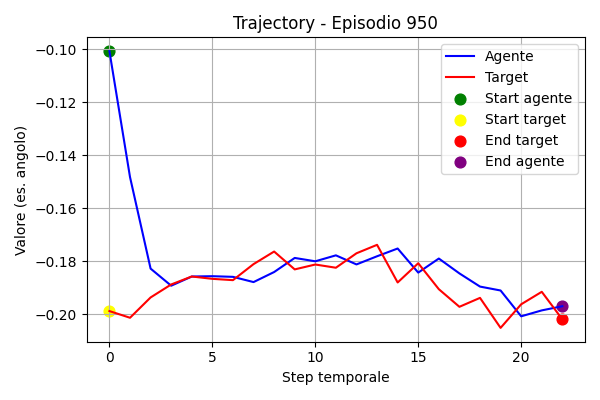 Trajectory - Episodio 950
Valore (es. angolo)
−0.10
−0.12
−0.14
−0.16
−0.18
−0.20
Agente
Target
Start agente
Start target
End target
End agente
0 5 10 15 20
Step temporale